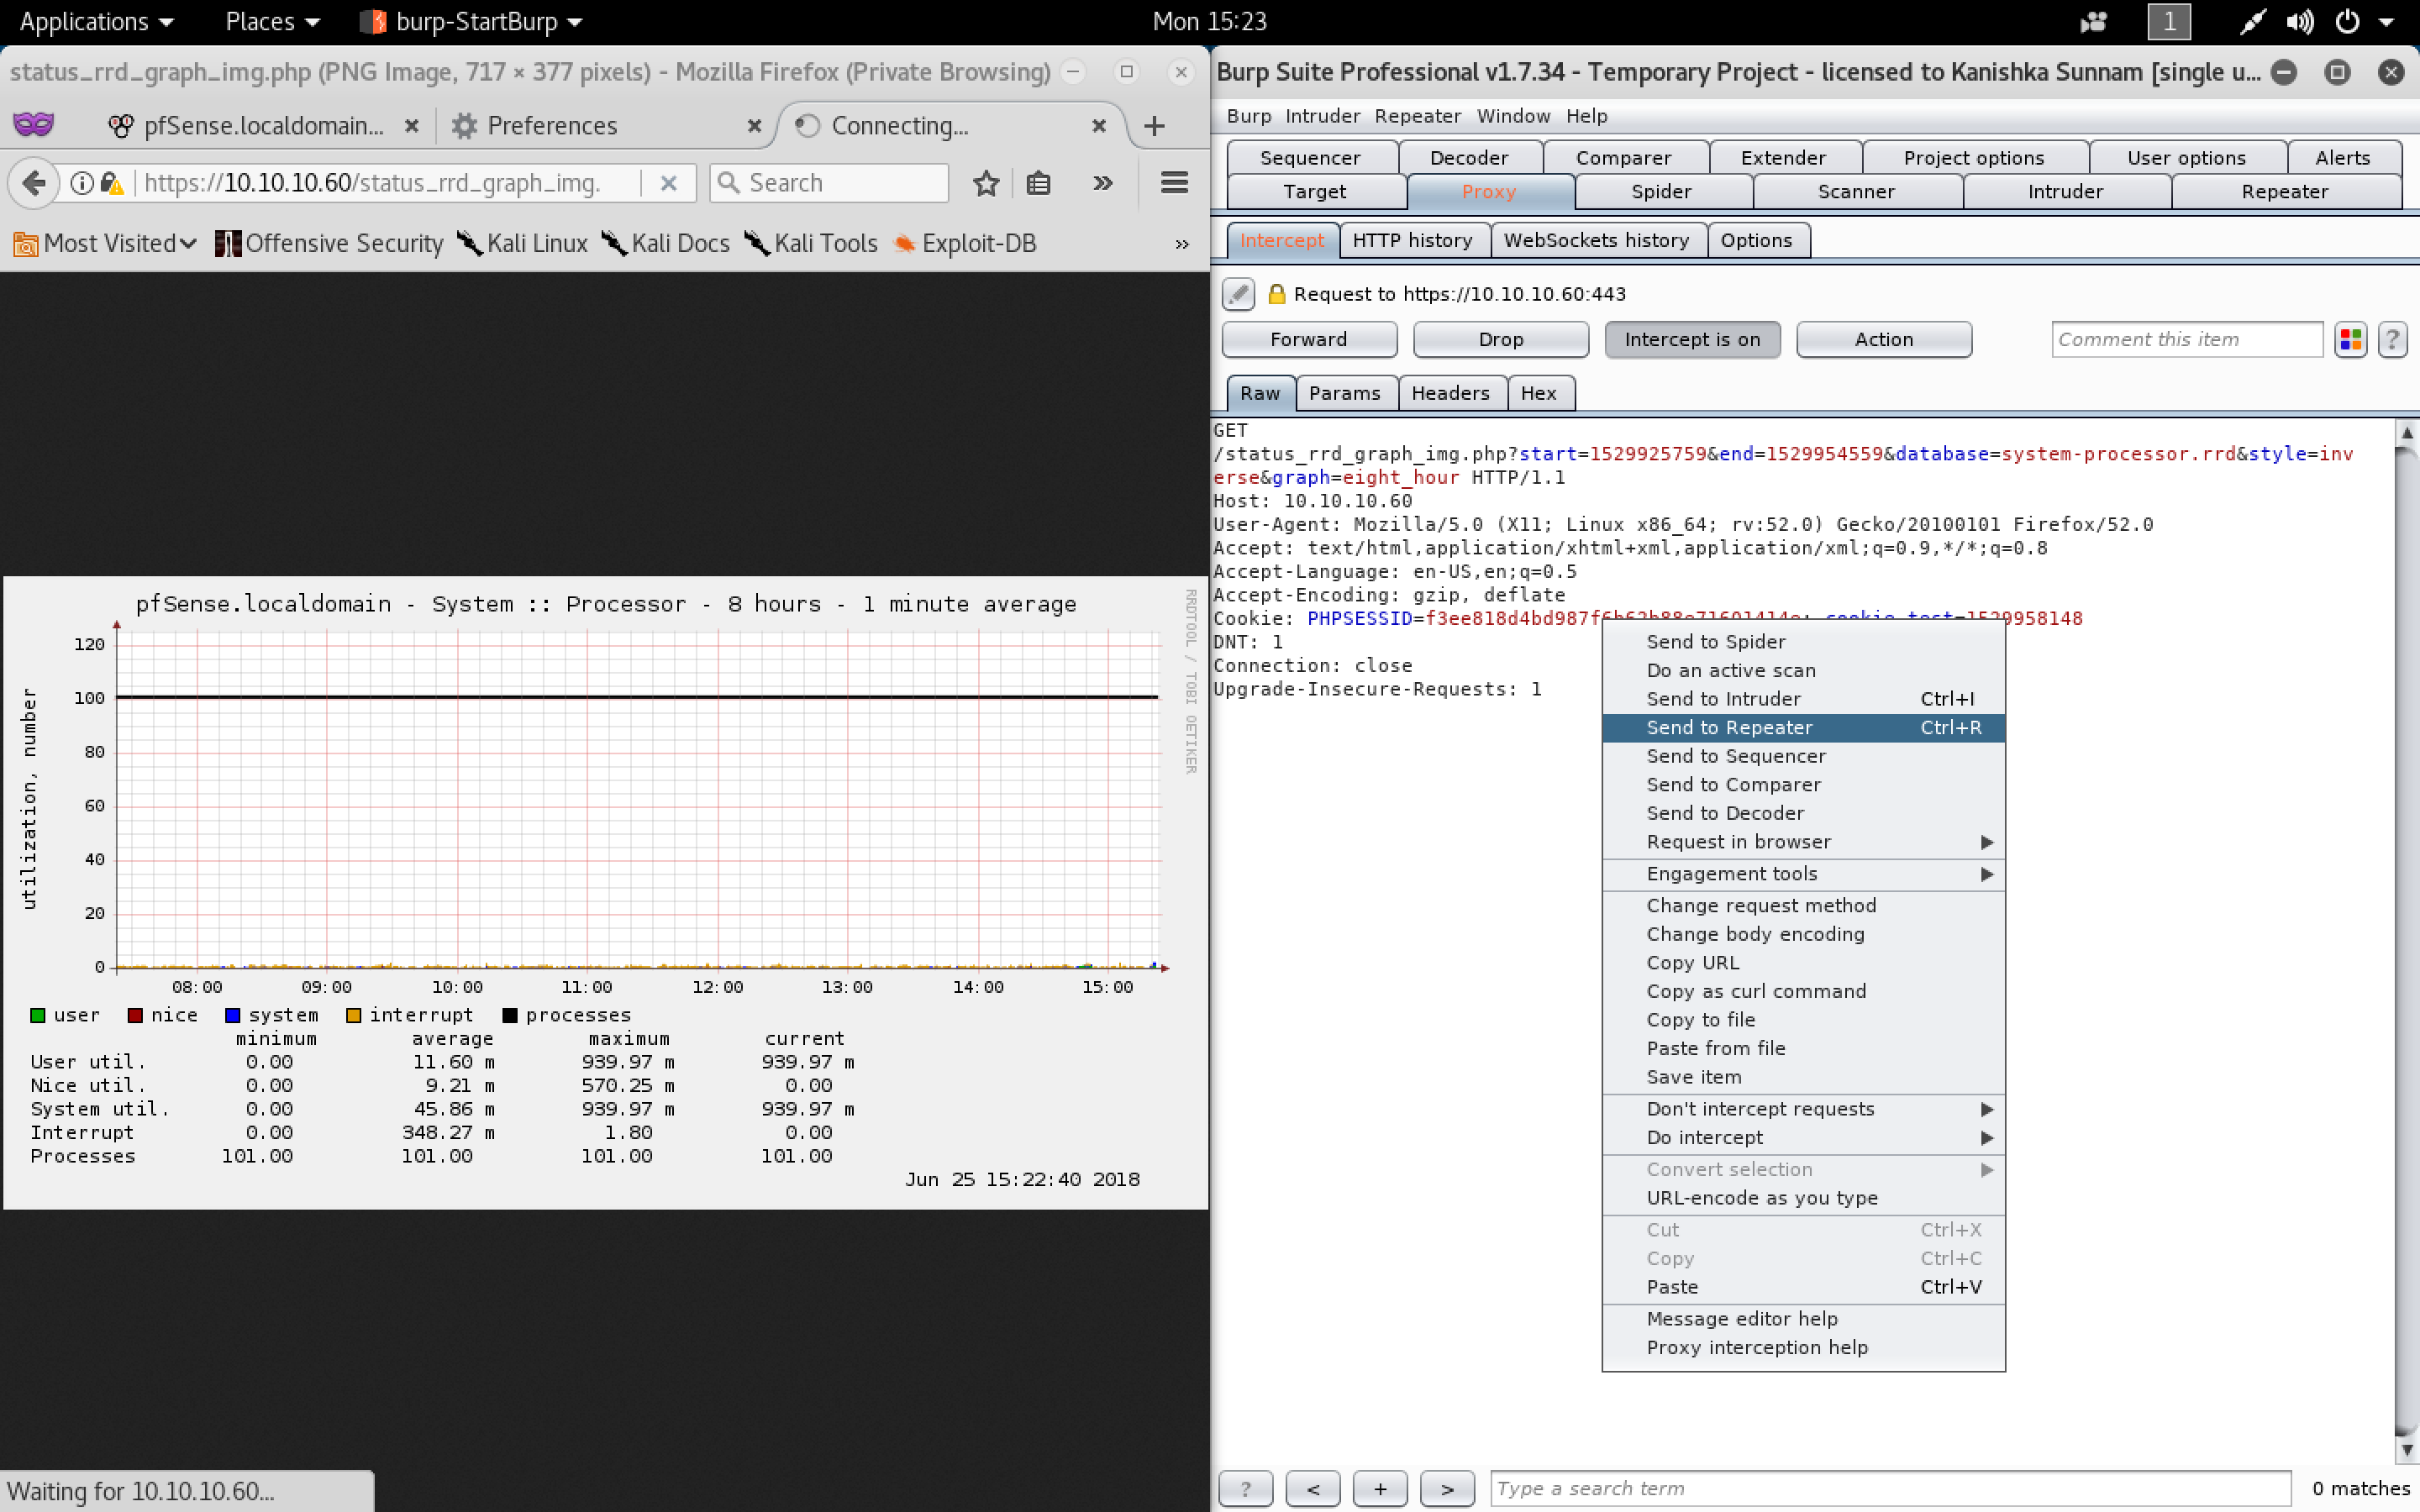 Applications Places burp-StartBurp Mon 15:23 1
status_rrd_graph_img.php (PNG Image, 717 × 377 pixels) - Mozilla Firefox (Private Browsing)
pfSense.localdomain... Preferences Connecting...
https://10.10.10.60/status_rrd_graph_img. Search
Most Visited Offensive Security Kali Linux Kali Docs Kali Tools Exploit-DB »
pfSense.localdomain - System :: Processor - 8 hours - 1 minute average
RRDTOOL / TOBI OETIKER
utilization, number
120
100
80
60
40
20
0
08:00 09:00 10:00 11:00 12:00 13:00 14:00 15:00
user nice system interrupt processes
minimum average maximum current
User util. 0.00 11.60 m 939.97 m 939.97 m
Nice util. 0.00 9.21 m 570.25 m 0.00
System util. 0.00 45.86 m 939.97 m 939.97 m
Interrupt 0.00 348.27 m 1.80 0.00
Processes 101.00 101.00 101.00 101.00
Jun 25 15:22:40 2018
Waiting for 10.10.10.60...
Burp Suite Professional v1.7.34 - Temporary Project - licensed to Kanishka Sunnam [single u...
Burp Intruder Repeater Window Help
Sequencer Decoder Comparer Extender Project options User options Alerts
Target Proxy Spider Scanner Intruder Repeater
Intercept HTTP history WebSockets history Options
Request to https://10.10.10.60:443
Forward Drop Intercept is on Action Comment this item ?
Raw Params Headers Hex
GET
/status_rrd_graph_img.php?start=1529925759&end=1529954559&database=system-processor.rrd&style=inv
erse&graph=eight_hour HTTP/1.1
Host: 10.10.10.60
User-Agent: Mozilla/5.0 (X11; Linux x86_64; rv:52.0) Gecko/20100101 Firefox/52.0
Accept: text/html,application/xhtml+xml,application/xml;q=0.9,*/*;q=0.8
Accept-Language: en-US,en;q=0.5
Accept-Encoding: gzip, deflate
Cookie: cookie_test=1529958148
DNT: 1
Connection: close
Upgrade-Insecure-Requests: 1
Send to Spider
Do an active scan
Send to Intruder Ctrl+I
Send to Repeater Ctrl+R
Send to Sequencer
Send to Comparer
Send to Decoder
Request in browser
Engagement tools
Change request method
Change body encoding
Copy URL
Copy as curl command
Copy to file
Paste from file
Save item
Don't intercept requests
Do intercept
Convert selection
URL-encode as you type
Cut Ctrl+X
Copy Ctrl+C
Paste Ctrl+V
Message editor help
Proxy interception help
? < + > Type a search term 0 matches